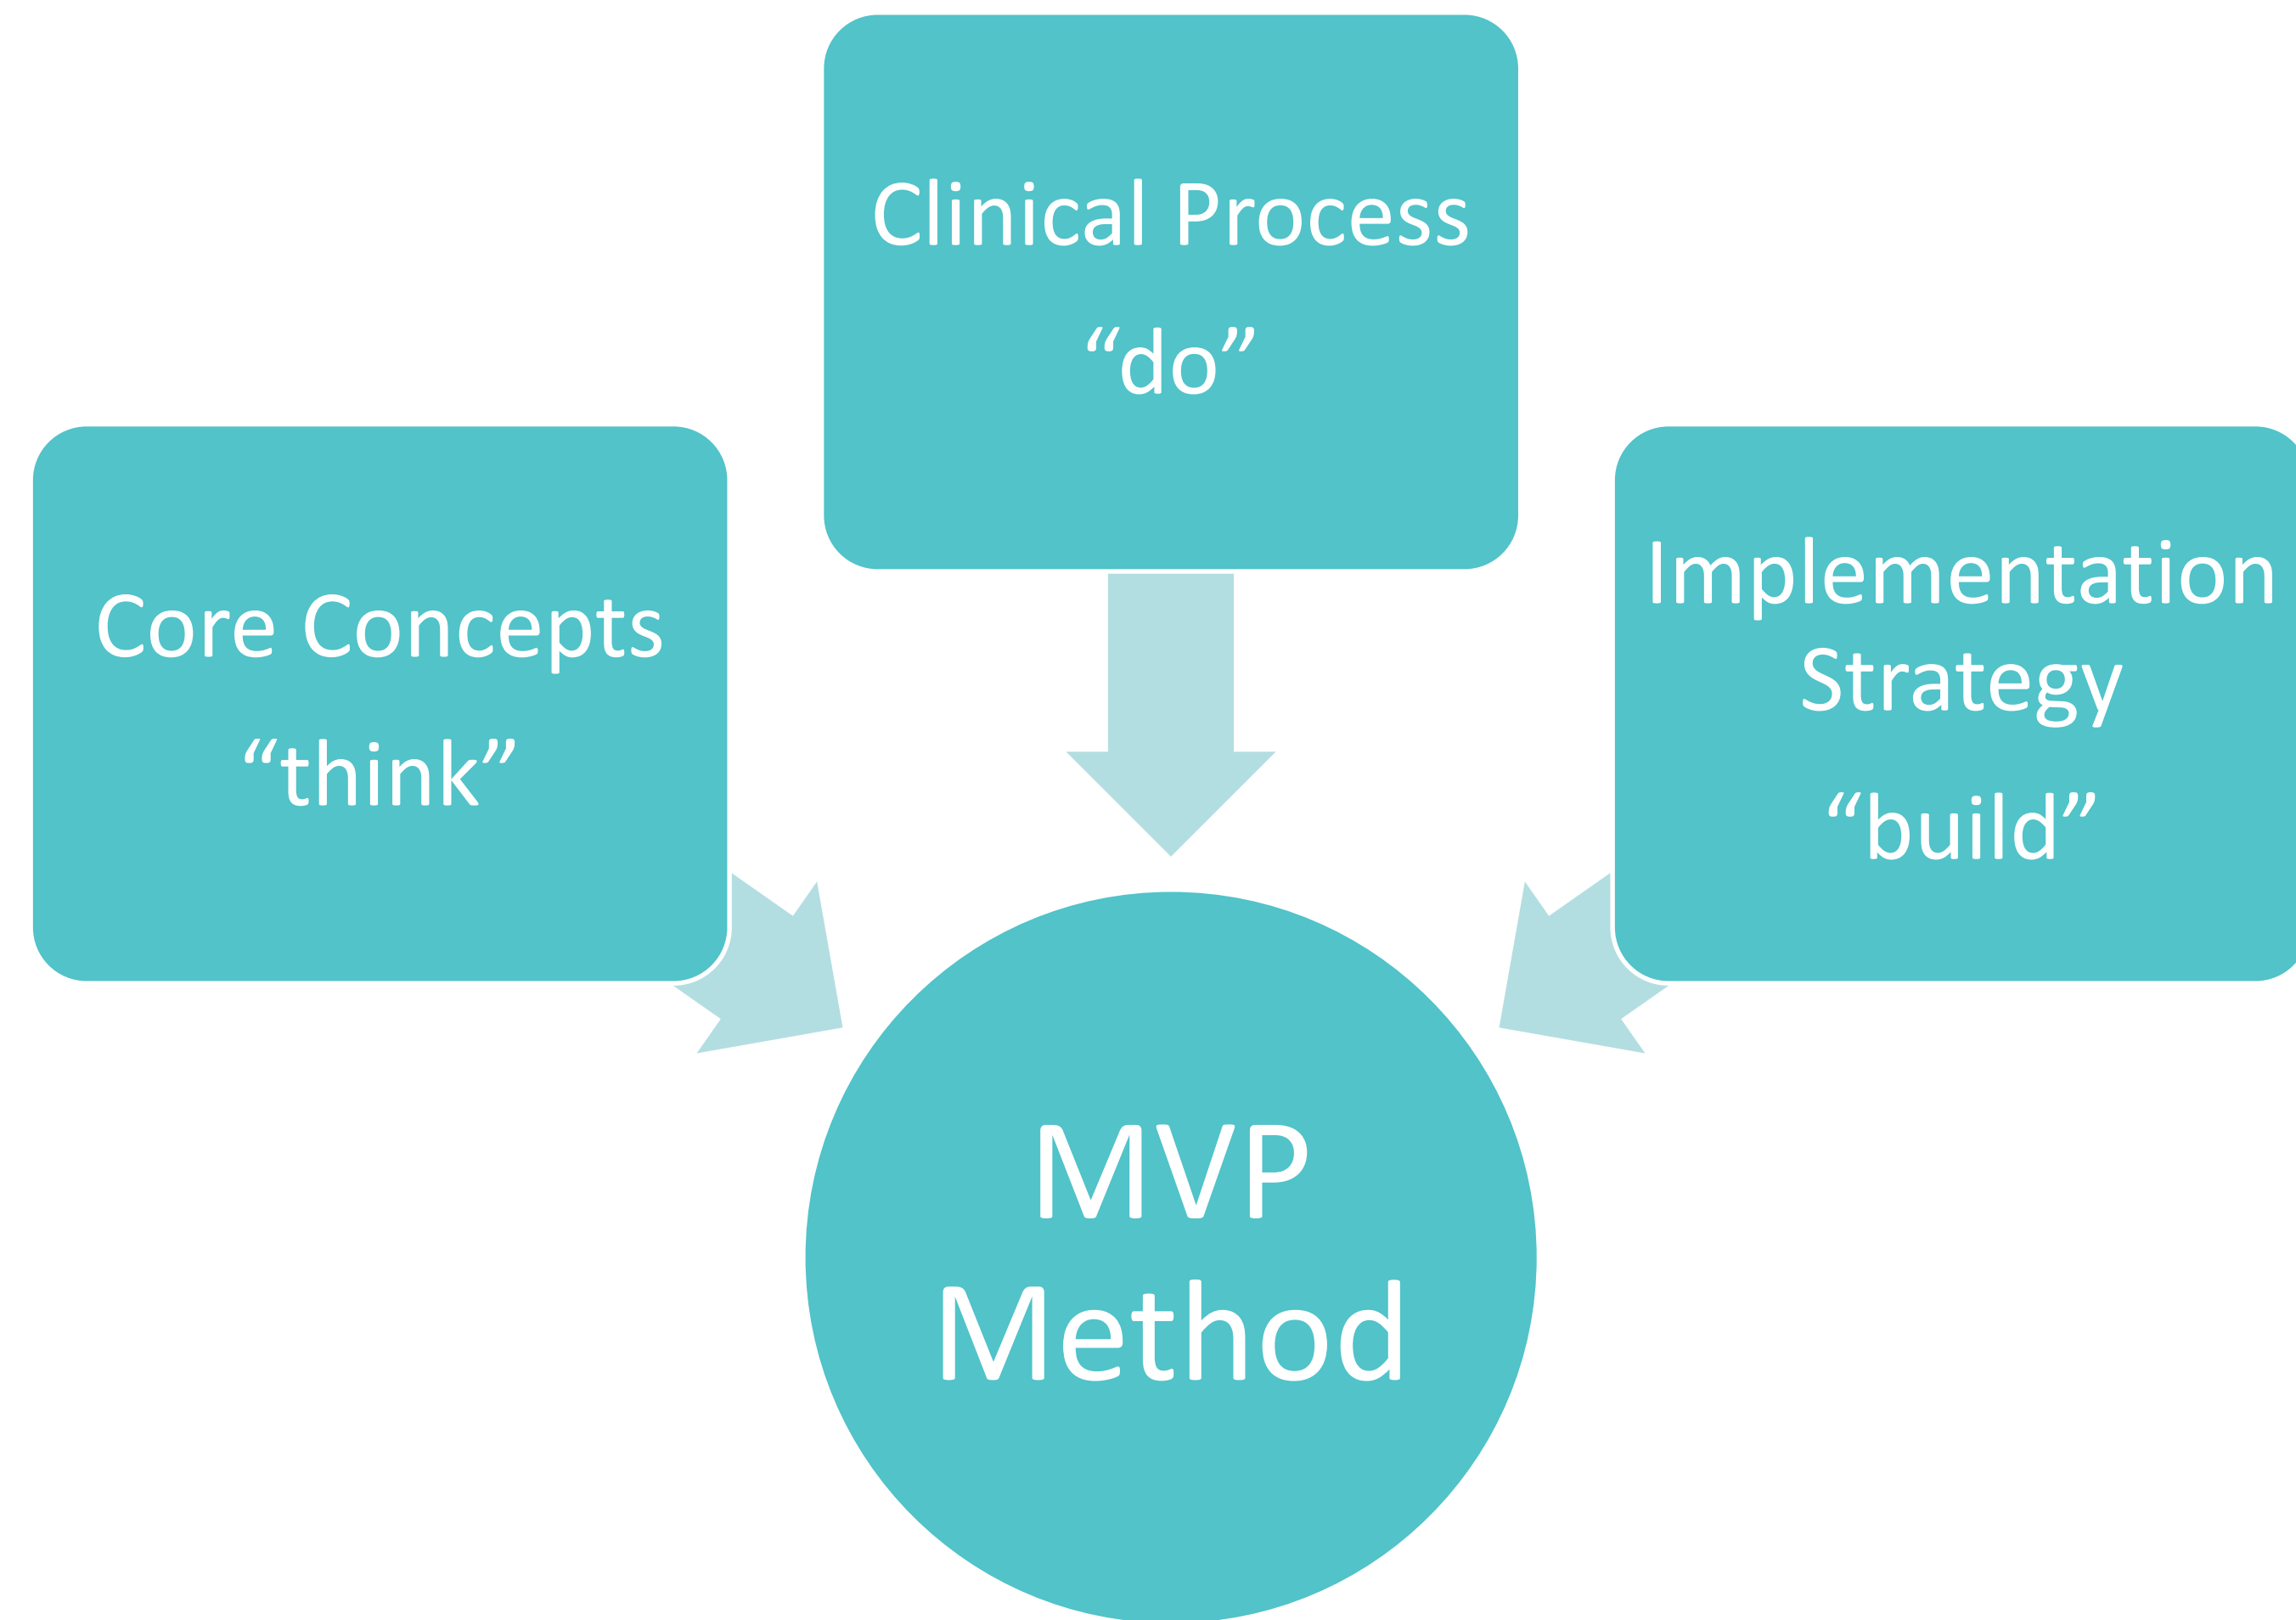 Clinical Process
“do”
Core Concepts
“think”
Implementation
Strategy
“build”
MVP
Method